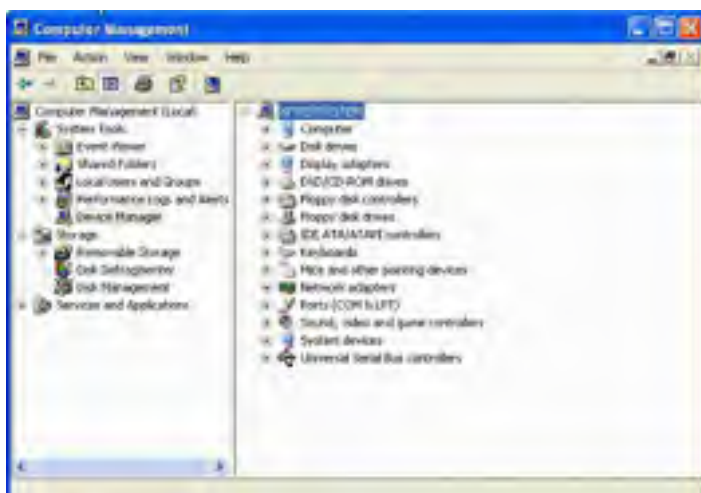 Computer Management
File Action View Window Help
Computer Management (Local)
System Tools
Event Viewer
Shared Folders
Local Users and Groups
Performance Logs and Alerts
Device Manager
Storage
Removable Storage
Disk Defragmenter
Disk Management
Services and Applications
Computer
Disk drives
Display adapters
DVD/CD-ROM drives
Floppy disk controllers
Floppy disk drives
IDE ATA/ATAPI controllers
Keyboards
Mice and other pointing devices
Network adapters
Ports (COM & LPT)
Sound, video and game controllers
System devices
Universal Serial Bus controllers